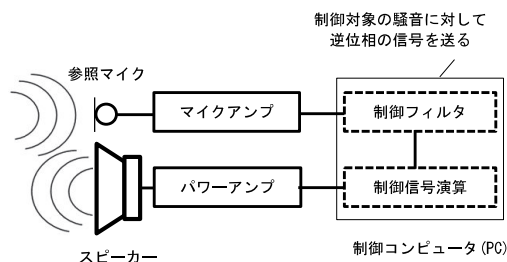 制御対象の騒音に対して
逆位相の信号を送る
参照マイク
マイクアンプ
制御フィルタ
パワーアンプ
制御信号演算
スピーカー
制御コンピュータ(PC)